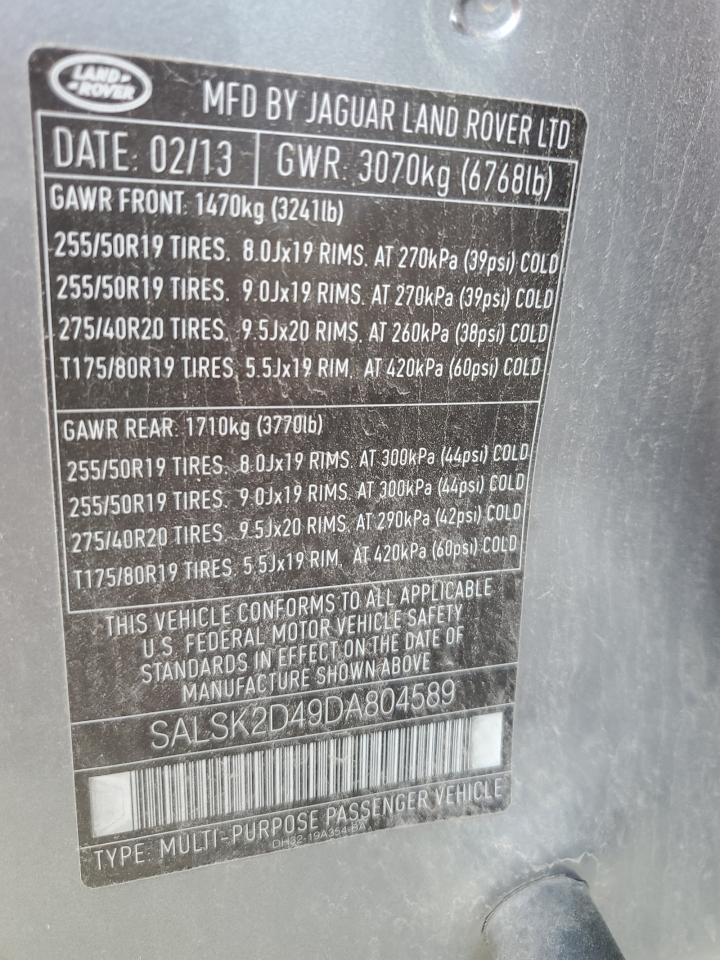 LAND
ROVER
MFD BY JAGUAR LAND ROVER LTD
DATE: 02/13 GWR: 3070kg (6768lb)
GAWR FRONT: 1470kg (3241lb)
255/50R19 TIRES. 8.0Jx19 RIMS. AT 270kPa (39psi) COLD
255/50R19 TIRES. 9.0Jx19 RIMS. AT 270kPa (39psi) COLD
275/40R20 TIRES. 9.5Jx20 RIMS. AT 260kPa (38psi) COLD
T175/80R19 TIRES. 5.5Jx19 RIM. AT 420kPa (60psi) COLD
GAWR REAR: 1710kg (3770lb)
255/50R19 TIRES. 8.0Jx19 RIMS. AT 300kPa (44psi) COLD
255/50R19 TIRES. 9.0Jx19 RIMS. AT 300kPa (44psi) COLD
275/40R20 TIRES. 9.5Jx20 RIMS. AT 290kPa (42psi) COLD
T175/80R19 TIRES. 5.5Jx19 RIM. AT 420kPa (60psi) COLD
THIS VEHICLE CONFORMS TO ALL APPLICABLE
U.S. FEDERAL MOTOR VEHICLE SAFETY
STANDARDS IN EFFECT ON THE DATE OF
MANUFACTURE SHOWN ABOVE
SALSK2D49DA804589
TYPE: MULTI-PURPOSE PASSENGER VEHICLE
DH32-19A354-BA